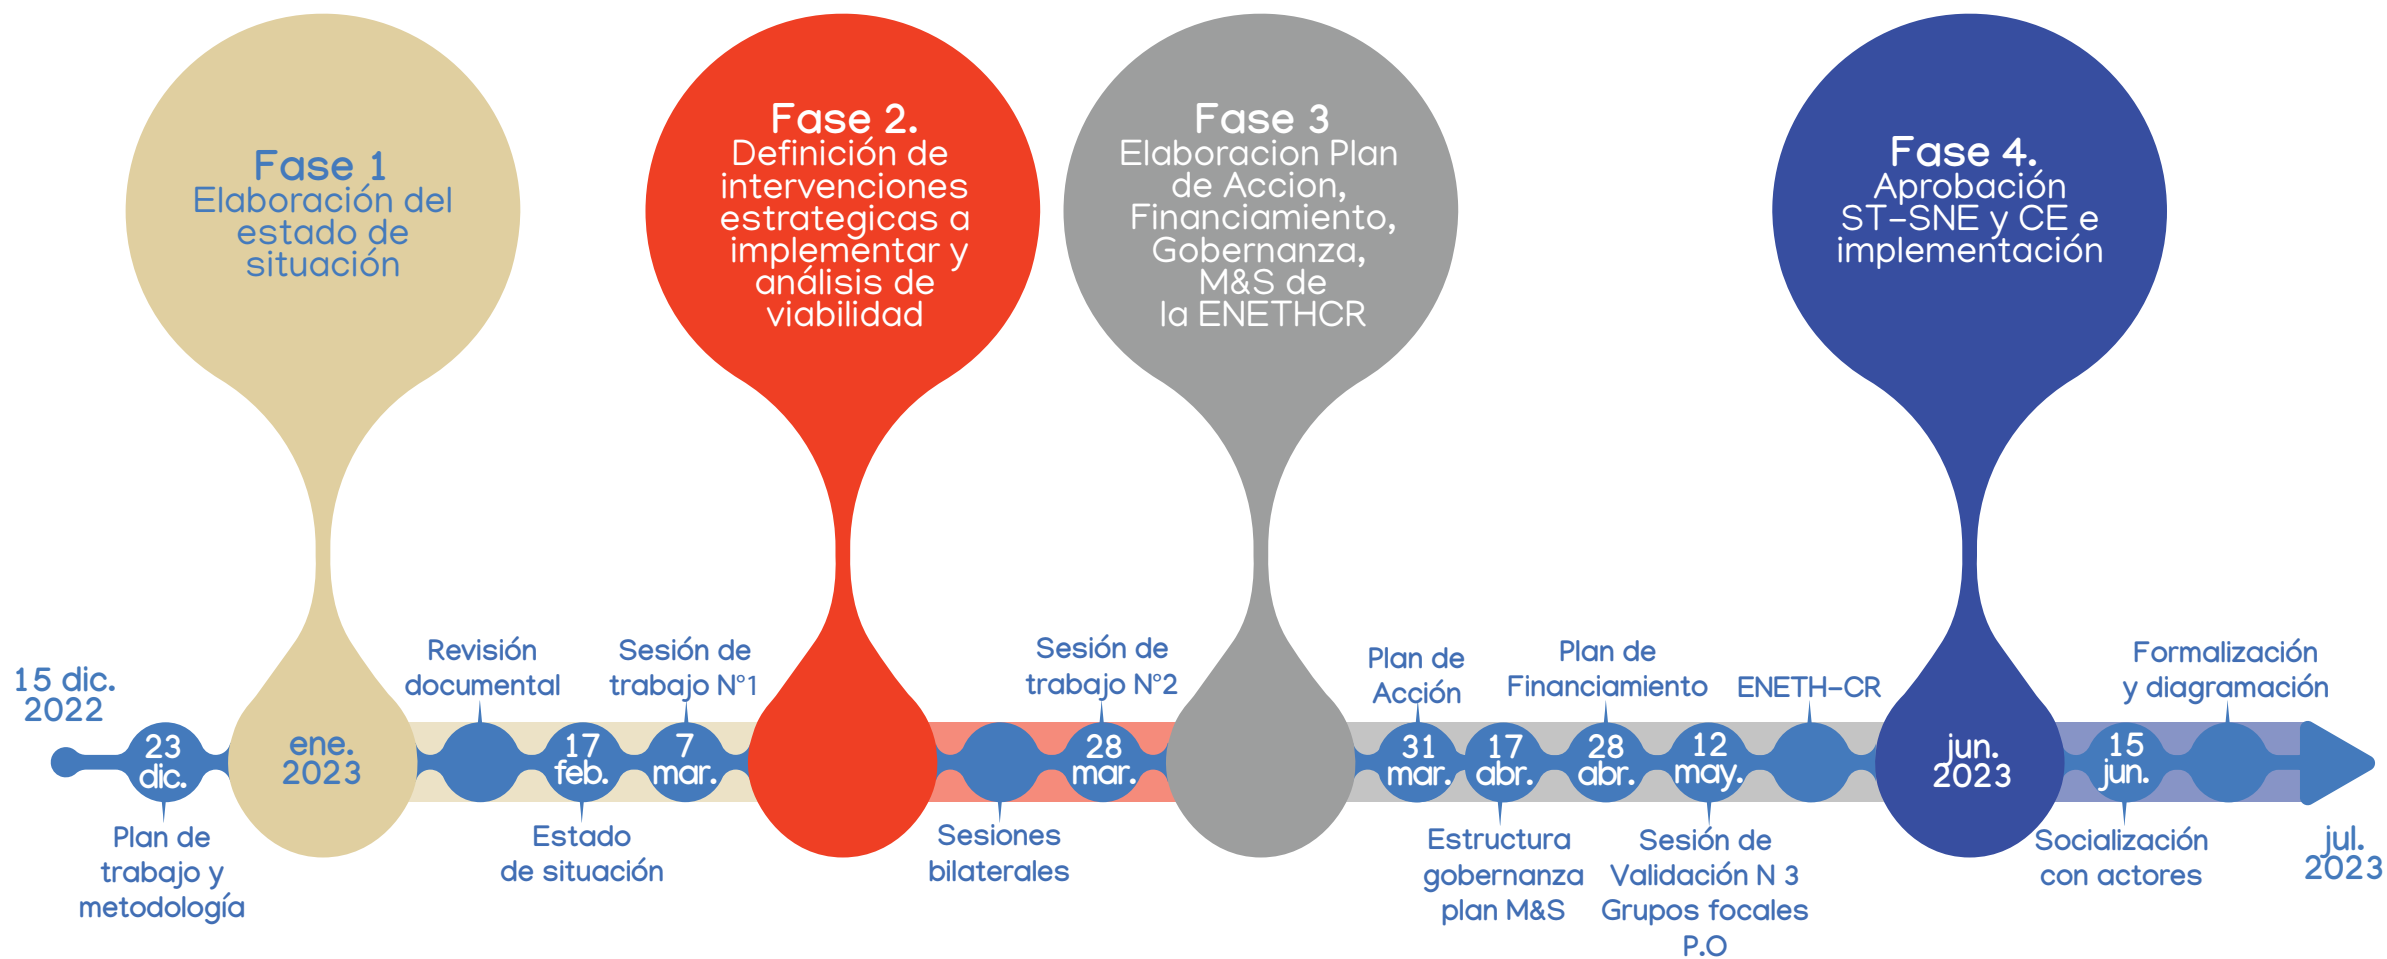 Fase 1
Elaboración del
estado de
situación
Fase 2.
Definición de
intervenciones
estrategicas a
implementar y
análisis de
viabilidad
Fase 3
Elaboracion Plan
de Accion,
Financiamiento,
Gobernanza,
M&S de
la ENETHCR
Fase 4.
Aprobación
ST-SNE y CE e
implementación
15 dic.
2022
23
dic.
Plan de
trabajo y
metodología
ene.
2023
Revisión
documental
17
feb.
Estado
de situación
Sesión de
trabajo N°1
7
mar.
Sesiones
bilaterales
Sesión de
trabajo N°2
28
mar.
Plan de
Acción
31
mar.
17
abr.
Estructura
gobernanza
plan M&S
Plan de
Financiamiento
28
abr.
12
may.
Sesión de
Validación N 3
Grupos focales
P.O
ENETH-CR
jun.
2023
15
jun.
Socialización
con actores
Formalización
y diagramación
jul.
2023